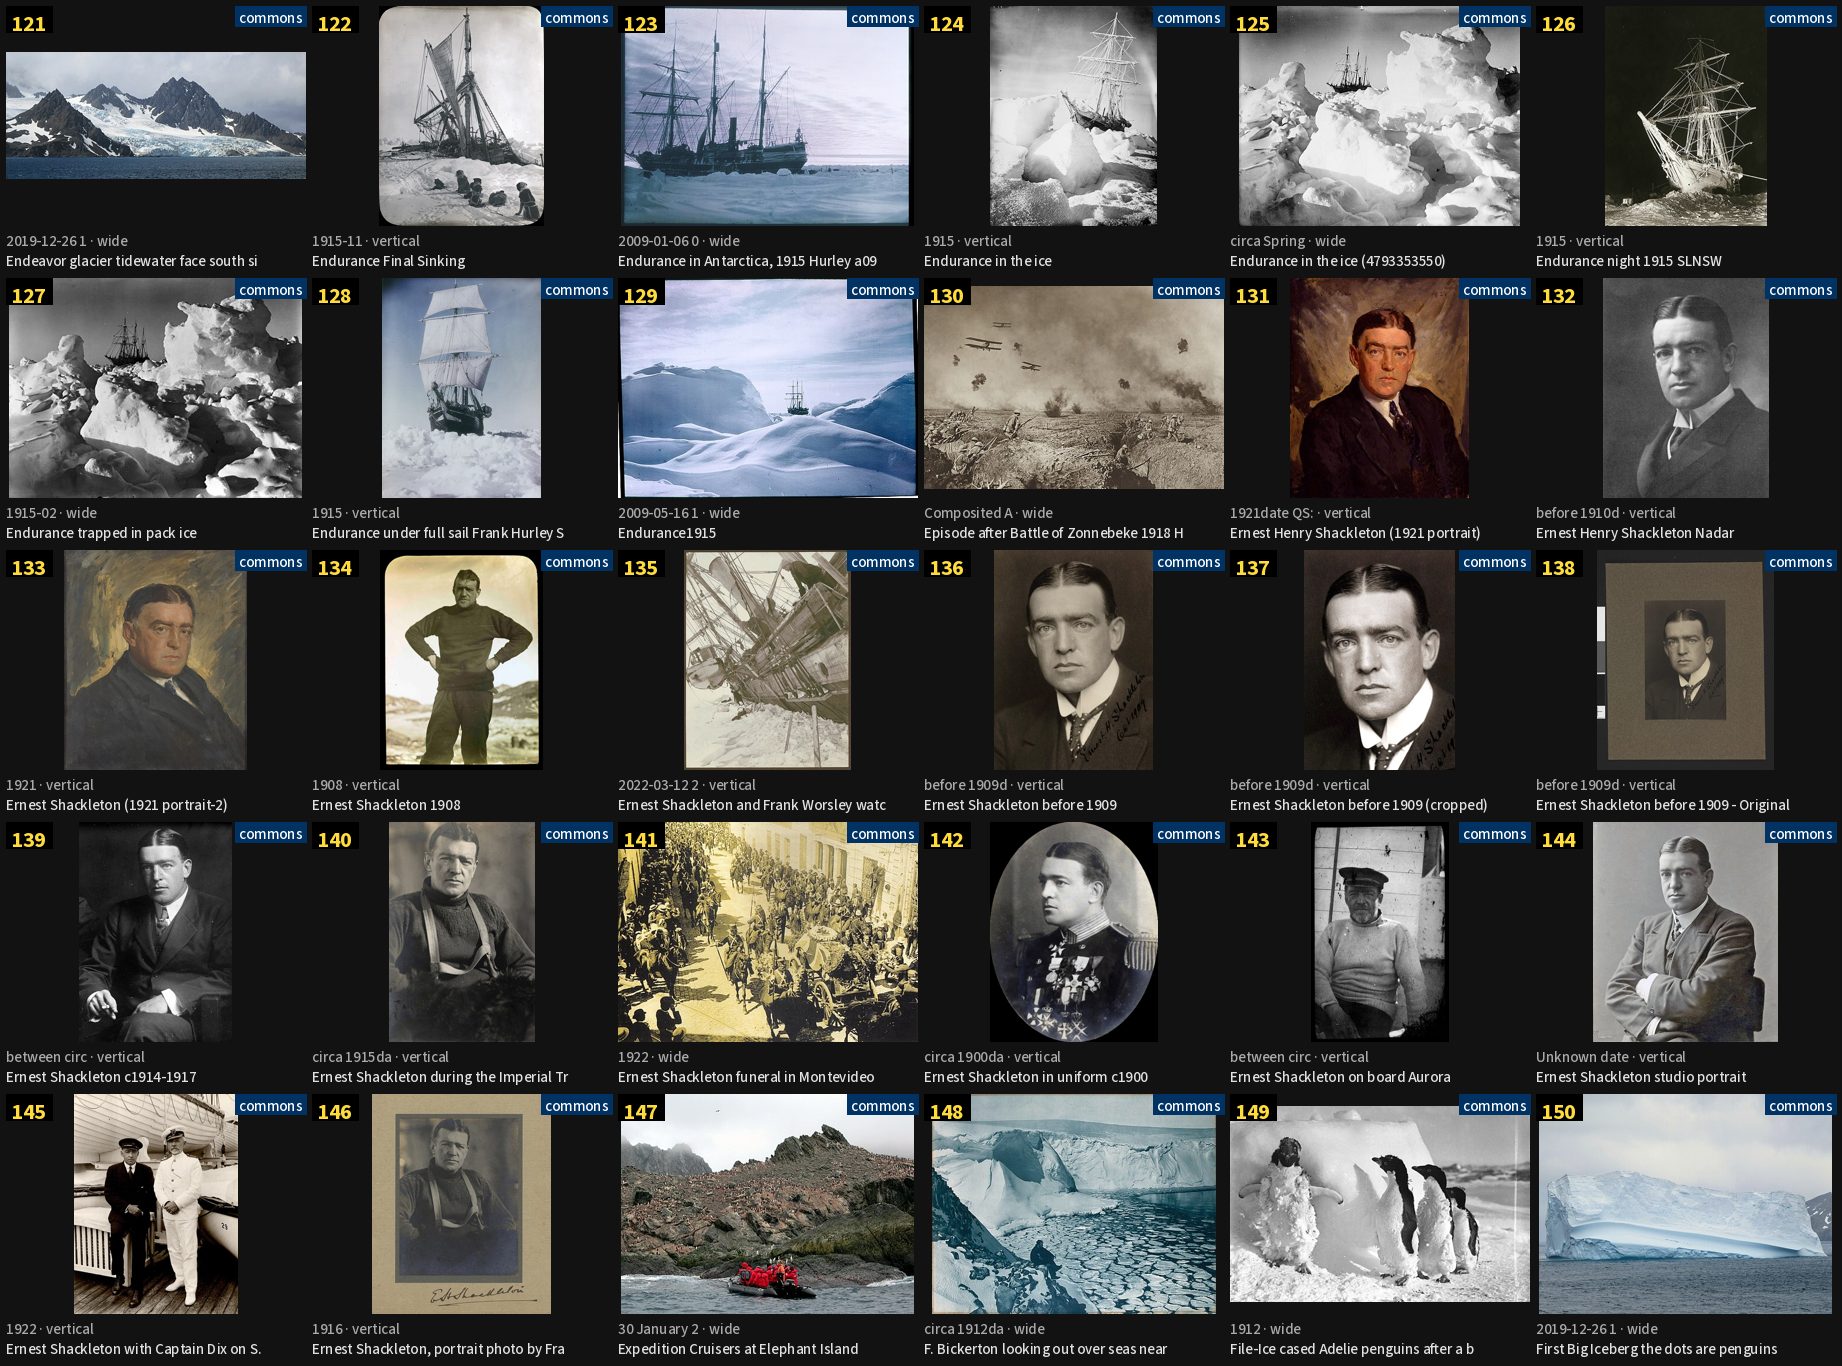 121
commons
2019-12-26 1 · wide
Endeavor glacier tidewater face south si
122
commons
1915-11 · vertical
Endurance Final Sinking
123
commons
2009-01-06 0 · wide
Endurance in Antarctica, 1915 Hurley a09
124
commons
1915 · vertical
Endurance in the ice
125
commons
circa Spring · wide
Endurance in the ice (4793353550)
126
commons
1915 · vertical
Endurance night 1915 SLNSW
127
commons
1915-02 · wide
Endurance trapped in pack ice
128
commons
1915 · vertical
Endurance under full sail Frank Hurley S
129
commons
2009-05-16 1 · wide
Endurance1915
130
commons
Composited A · wide
Episode after Battle of Zonnebeke 1918 H
131
commons
1921date QS: · vertical
Ernest Henry Shackleton (1921 portrait)
132
commons
before 1910d · vertical
Ernest Henry Shackleton Nadar
133
commons
1921 · vertical
Ernest Shackleton (1921 portrait-2)
134
commons
1908 · vertical
Ernest Shackleton 1908
135
commons
2022-03-12 2 · vertical
Ernest Shackleton and Frank Worsley watc
136
commons
before 1909d · vertical
Ernest Shackleton before 1909
137
commons
before 1909d · vertical
Ernest Shackleton before 1909 (cropped)
138
commons
before 1909d · vertical
Ernest Shackleton before 1909 - Original
139
commons
between circ · vertical
Ernest Shackleton c1914-1917
140
commons
circa 1915da · vertical
Ernest Shackleton during the Imperial Tr
141
commons
1922 · wide
Ernest Shackleton funeral in Montevideo
142
commons
circa 1900da · vertical
Ernest Shackleton in uniform c1900
143
commons
between circ · vertical
Ernest Shackleton on board Aurora
144
commons
Unknown date · vertical
Ernest Shackleton studio portrait
145
commons
1922 · vertical
Ernest Shackleton with Captain Dix on S.
146
commons
1916 · vertical
Ernest Shackleton, portrait photo by Fra
147
commons
30 January 2 · wide
Expedition Cruisers at Elephant Island
148
commons
circa 1912da · wide
F. Bickerton looking out over seas near
149
commons
1912 · wide
File-Ice cased Adelie penguins after a b
150
commons
2019-12-26 1 · wide
First Big Iceberg the dots are penguins